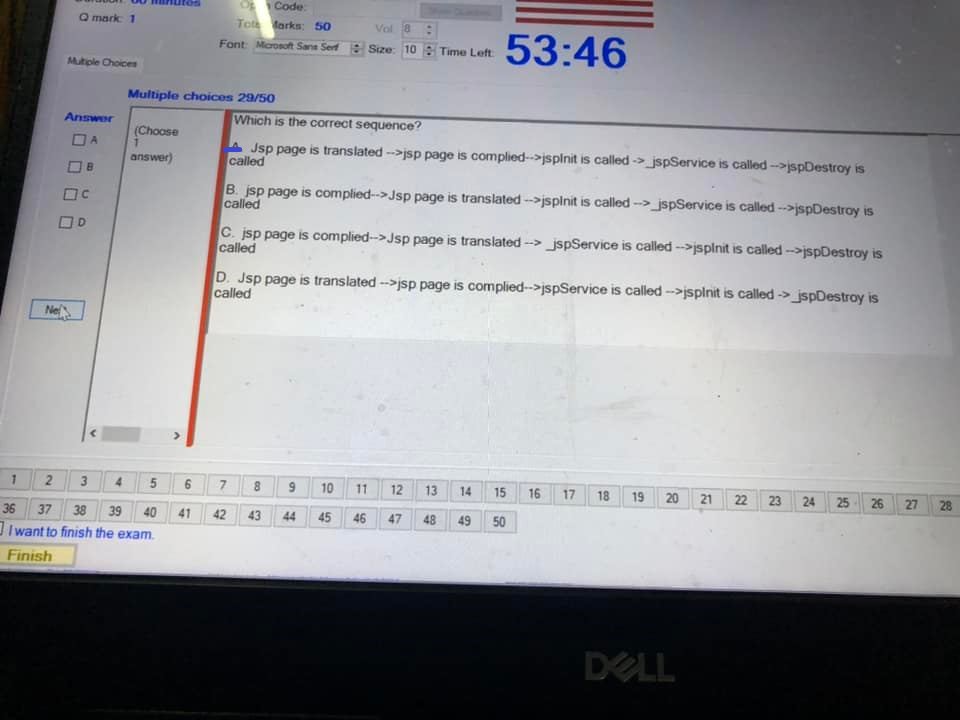 60 minutes
Q mark: 1
Open Code:
Total Marks: 50
Vol: 8
Font: Microsoft Sans Serif Size: 10 Time Left: 53:46
Multiple Choices
Multiple choices 29/50
Answer
A
B
C
D
(Choose
1
answer)
Which is the correct sequence?
A. Jsp page is translated -->jsp page is complied-->jspInit is called ->_jspService is called -->jspDestroy is
called
B. jsp page is complied-->Jsp page is translated -->jspInit is called -->_jspService is called -->jspDestroy is
called
C. jsp page is complied-->Jsp page is translated --> _jspService is called -->jspInit is called -->jspDestroy is
called
D. Jsp page is translated -->jsp page is complied-->jspService is called -->jspInit is called ->_jspDestroy is
called
1 2 3 4 5 6 7 8 9 10 11 12 13 14 15 16 17 18 19 20 21 22 23 24 25 26 27 28
36 37 38 39 40 41 42 43 44 45 46 47 48 49 50
I want to finish the exam.
Finish
DELL